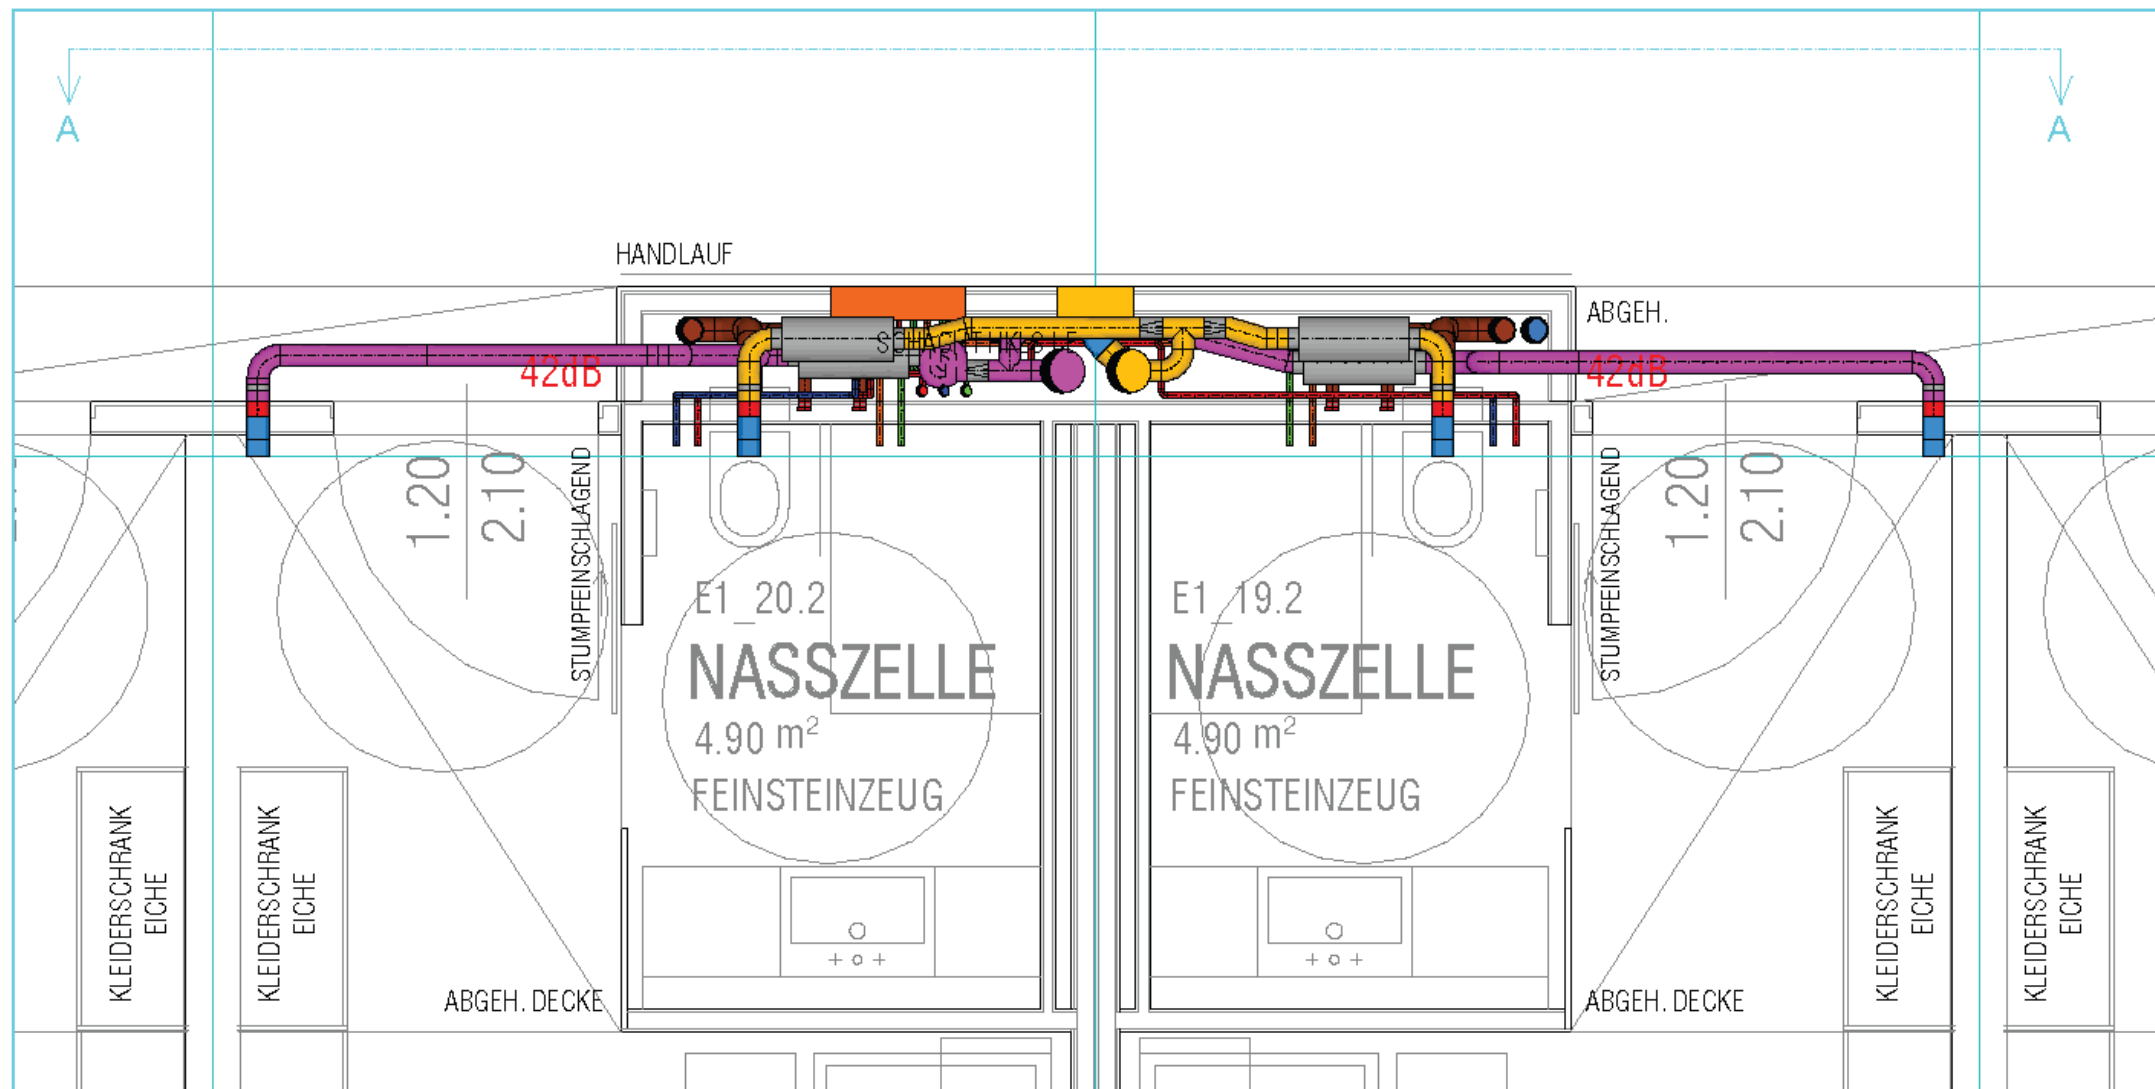 A
A
HANDLAUF
ABGEH.
42dB
42dB
1.20
2.10
STUMPFEINSCHLAGEND
STUMPFEINSCHLAGEND
1.20
2.10
E1_20.2
NASSZELLE
4.90 m²
FEINSTEINZEUG
E1_19.2
NASSZELLE
4.90 m²
FEINSTEINZEUG
KLEIDERSCHRANK
EICHE
KLEIDERSCHRANK
EICHE
KLEIDERSCHRANK
EICHE
KLEIDERSCHRANK
EICHE
ABGEH. DECKE
ABGEH. DECKE